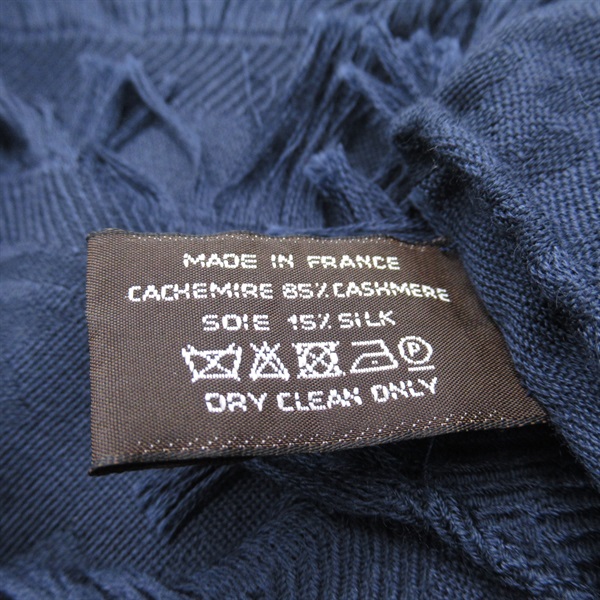 MADE IN FRANCE
CACHEMIRE 85% CASHMERE
SOIE 15% SILK
P
DRY CLEAN ONLY